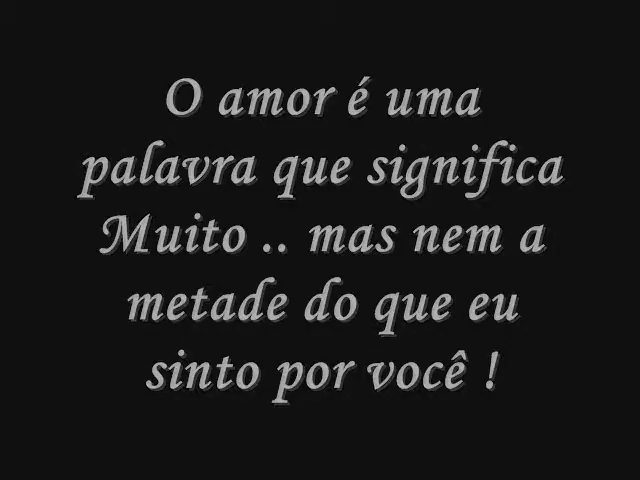 O amor é uma
palavra que significa
Muito .. mas nem a
metade do que eu
sinto por você !